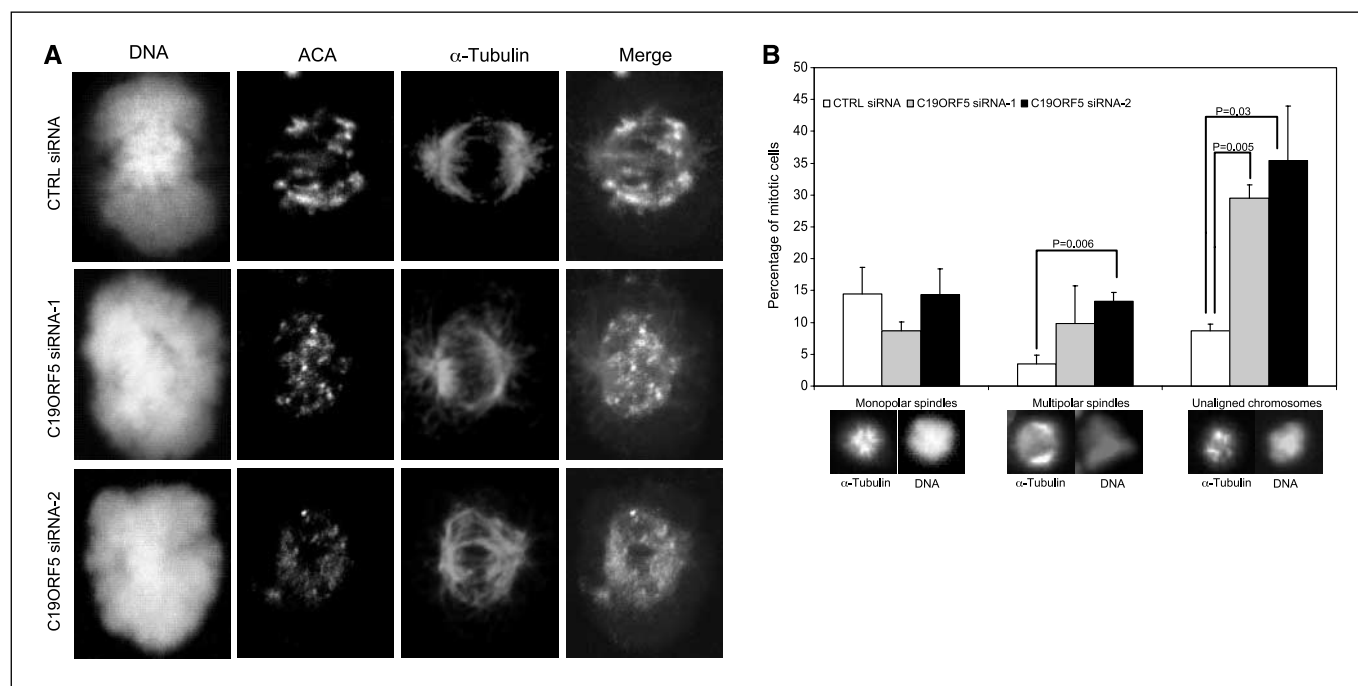 A
DNA
ACA
α-Tubulin
Merge
CTRL siRNA
C19ORF5 siRNA-1
C19ORF5 siRNA-2
B
50
45
40
35
30
25
20
15
10
5
0
Percentage of mitotic cells
CTRL siRNA
C19ORF5 siRNA-1
C19ORF5 siRNA-2
P=0.03
P=0.005
P=0.006
Monopolar spindles
Multipolar spindles
Unaligned chromosomes
α-Tubulin
DNA
α-Tubulin
DNA
α-Tubulin
DNA